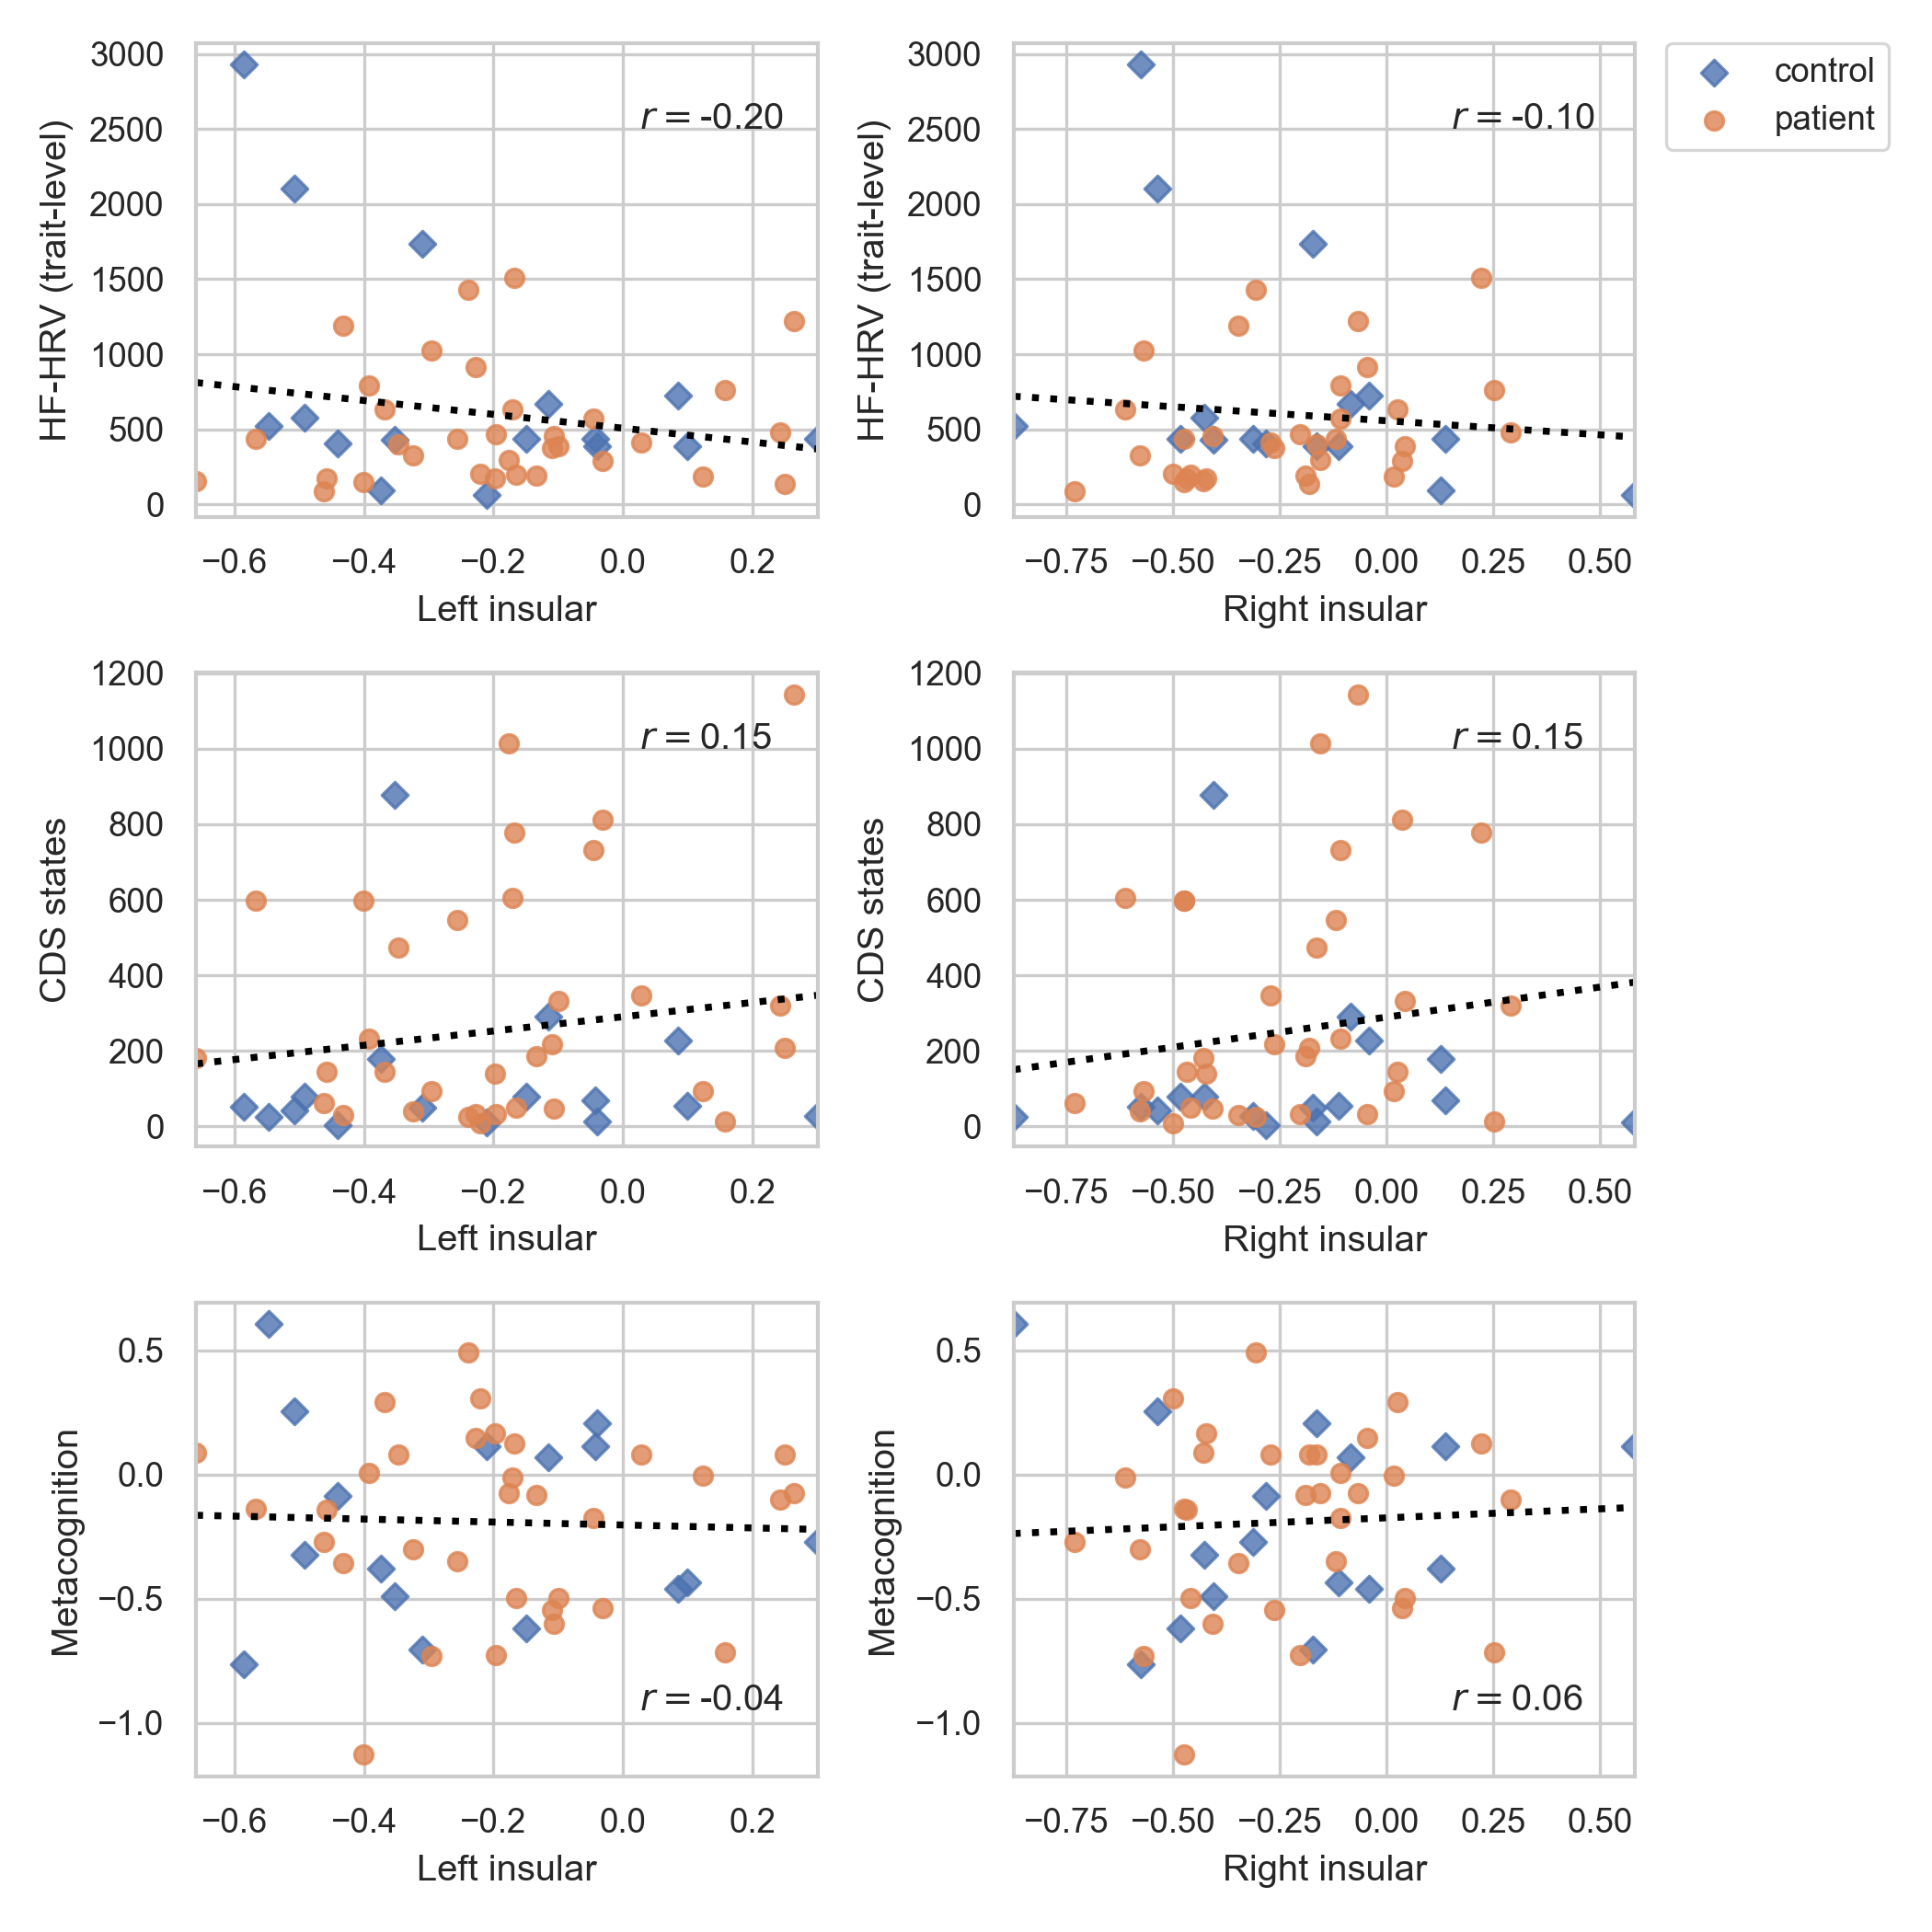 3000
2500
2000
1500
1000
500
0
HF-HRV (trait-level)
r = -0.20
−0.6 −0.4 −0.2 0.0 0.2
Left insular
3000
2500
2000
1500
1000
500
0
HF-HRV (trait-level)
r = -0.10
−0.75 −0.50 −0.25 0.00 0.25 0.50
Right insular
control
patient
1200
1000
800
600
400
200
0
CDS states
r = 0.15
−0.6 −0.4 −0.2 0.0 0.2
Left insular
1200
1000
800
600
400
200
0
CDS states
r = 0.15
−0.75 −0.50 −0.25 0.00 0.25 0.50
Right insular
0.5
0.0
−0.5
−1.0
Metacognition
r = -0.04
−0.6 −0.4 −0.2 0.0 0.2
Left insular
0.5
0.0
−0.5
−1.0
Metacognition
r = 0.06
−0.75 −0.50 −0.25 0.00 0.25 0.50
Right insular